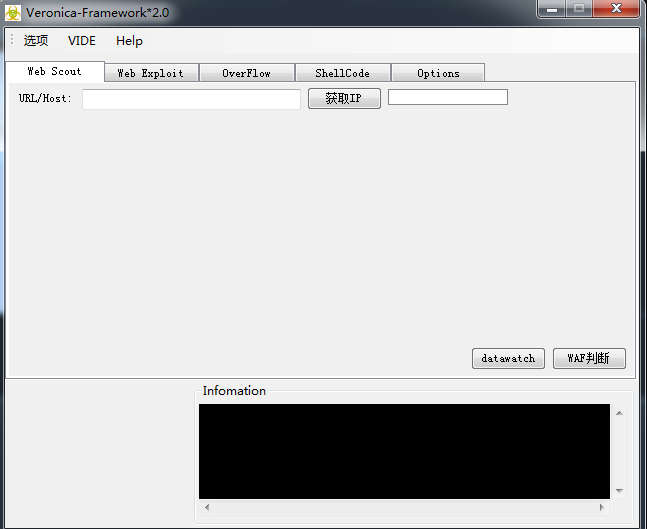 Veronica-Framework*2.0
选项 VIDE Help
Web Scout Web Exploit OverFlow ShellCode Options
URL/Host: 获取IP
datawatch WAF判断
Infomation